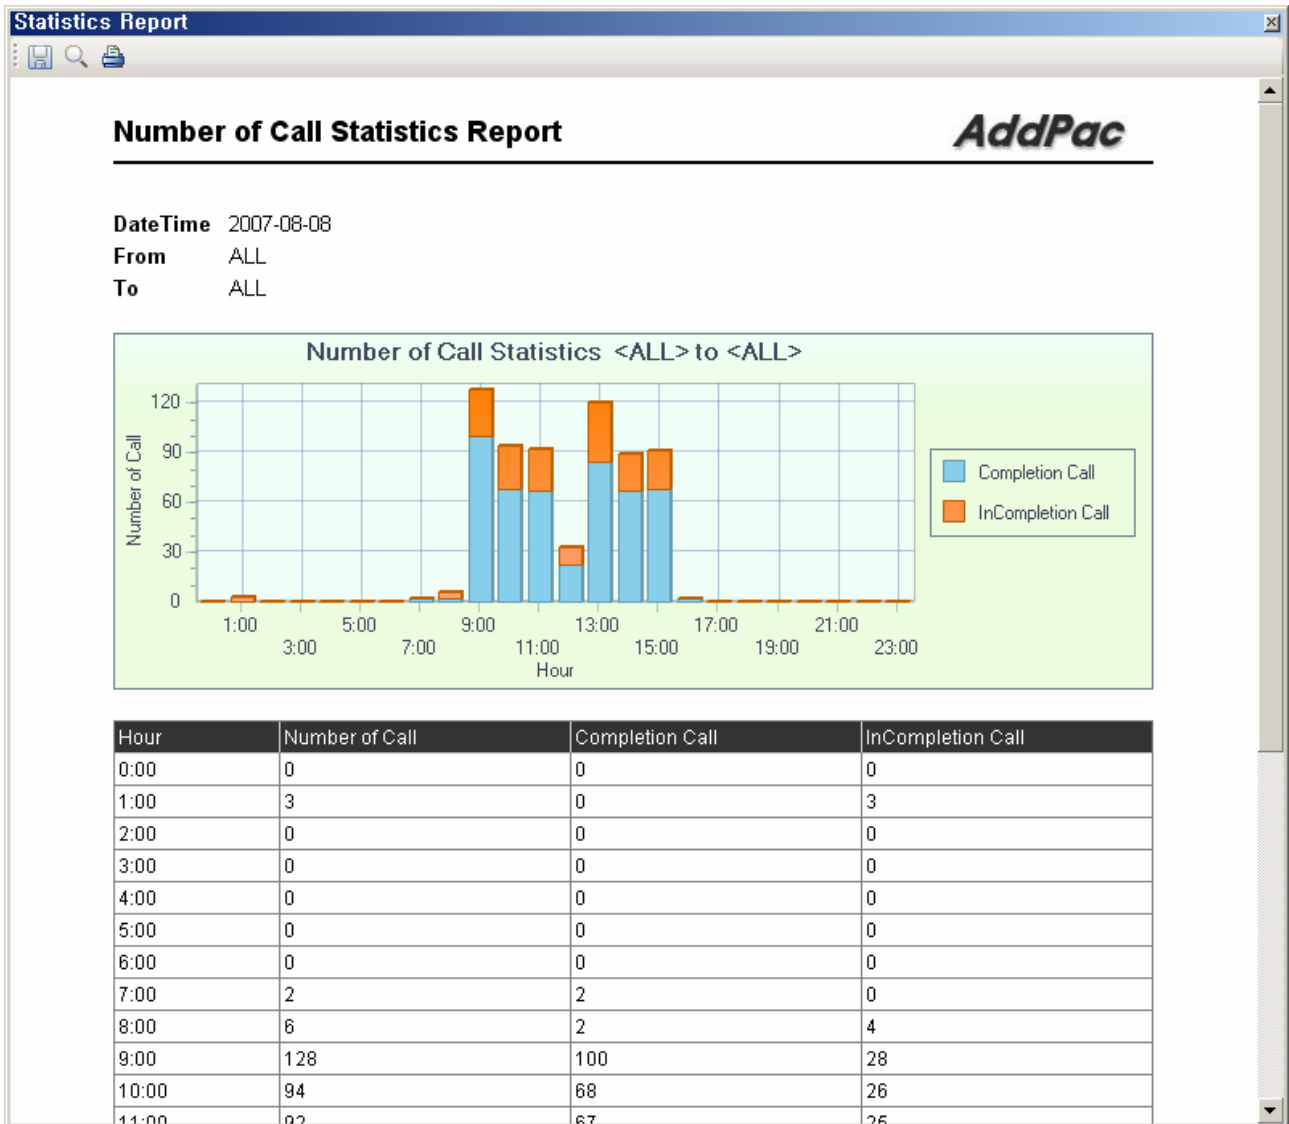 Statistics Report
Number of Call Statistics Report
AddPac
DateTime 2007-08-08
From ALL
To ALL
Number of Call Statistics <ALL> to <ALL>
Number of Call
120
90
60
30
0
1:00 5:00 9:00 13:00 17:00 21:00
3:00 7:00 11:00 15:00 19:00 23:00
Hour
Completion Call
InCompletion Call
Hour Number of Call Completion Call InCompletion Call
0:00 0 0 0
1:00 3 0 3
2:00 0 0 0
3:00 0 0 0
4:00 0 0 0
5:00 0 0 0
6:00 0 0 0
7:00 2 2 0
8:00 6 2 4
9:00 128 100 28
10:00 94 68 26
11:00 92 67 25